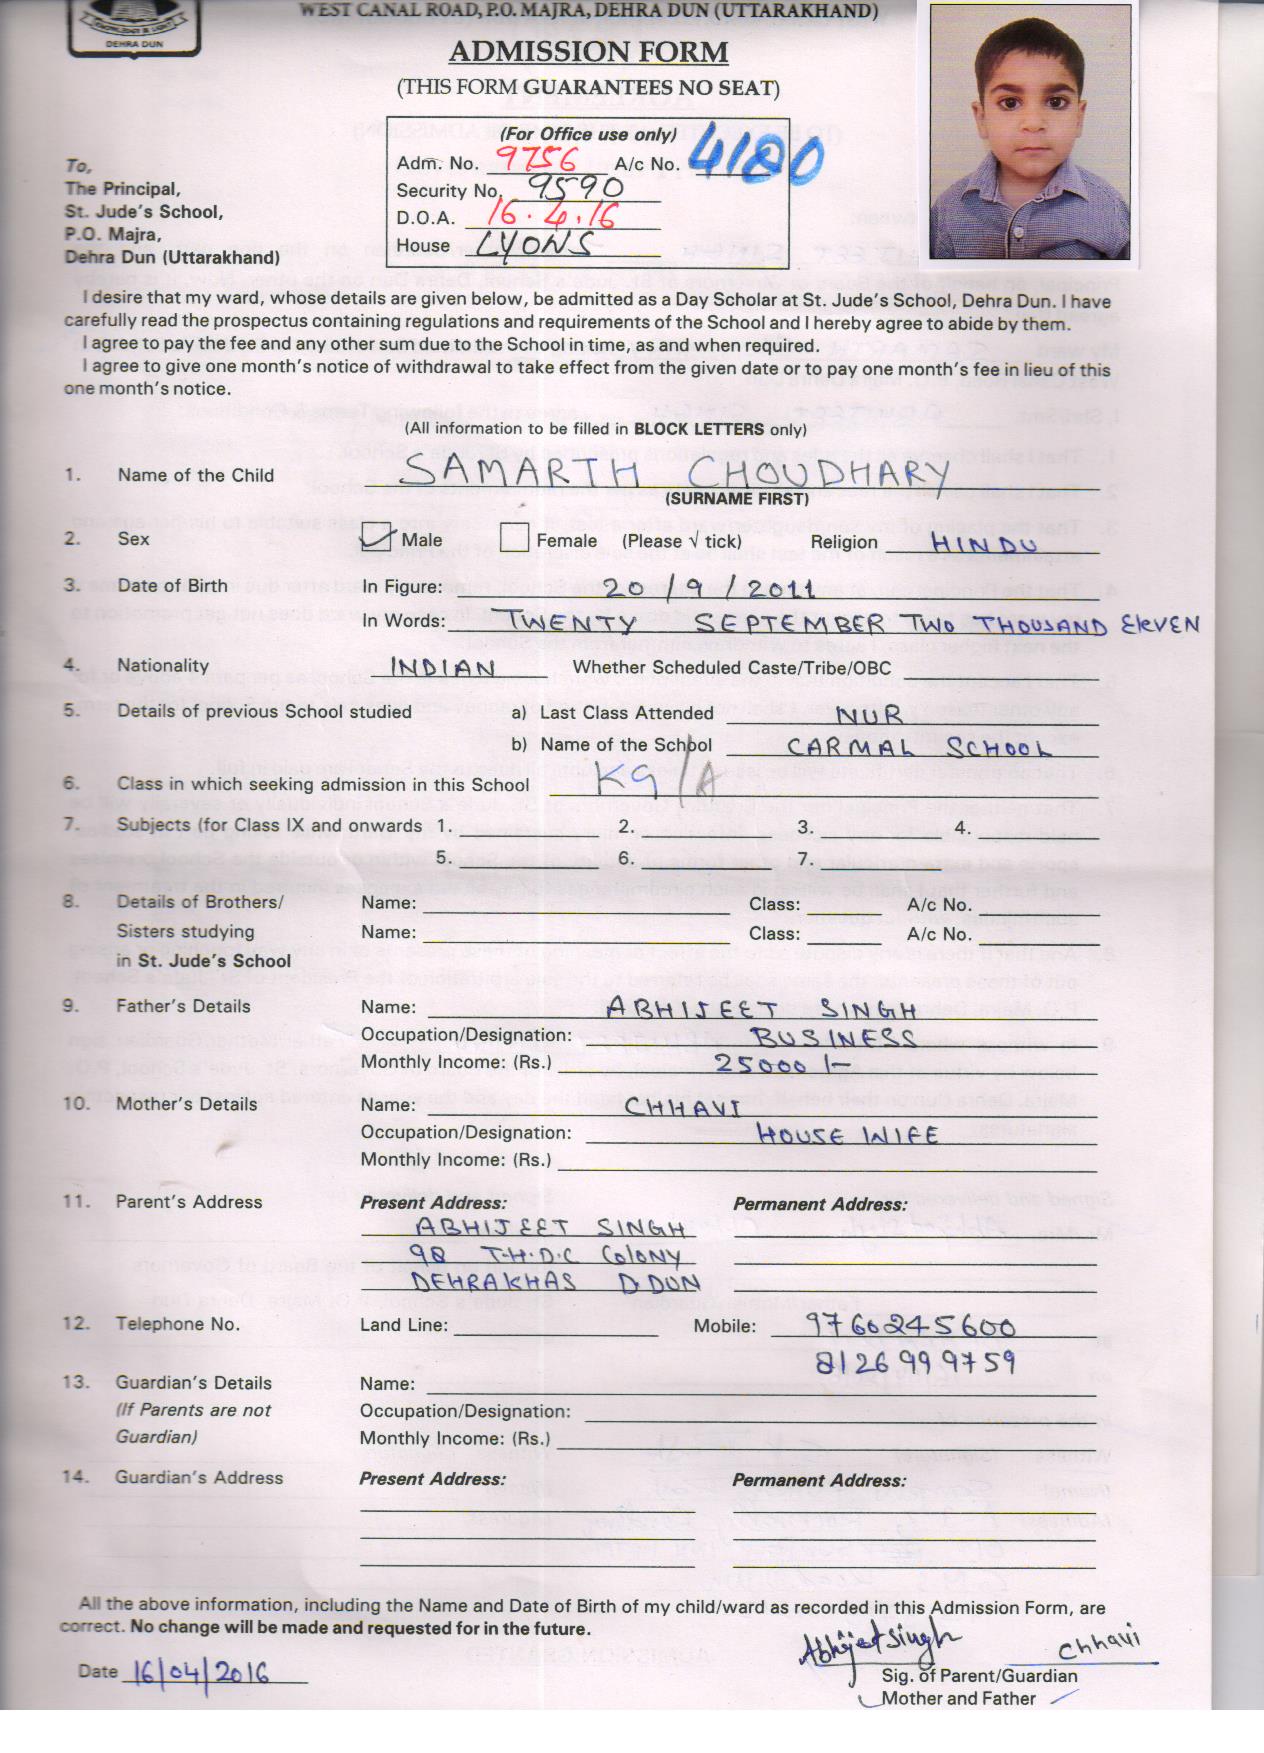 WEST CANAL ROAD, P.O. MAJRA, DEHRA DUN (UTTARAKHAND)
DEHRA DUN
ADMISSION FORM
(THIS FORM GUARANTEES NO SEAT)
(For Office use only)
Adm. No. 9756 A/c No. 4180
Security No. 9590
D.O.A. 16.4.16
House LYONS
To,
The Principal,
St. Jude's School,
P.O. Majra,
Dehra Dun (Uttarakhand)
I desire that my ward, whose details are given below, be admitted as a Day Scholar at St. Jude's School, Dehra Dun. I have
carefully read the prospectus containing regulations and requirements of the School and I hereby agree to abide by them.
I agree to pay the fee and any other sum due to the School in time, as and when required.
I agree to give one month's notice of withdrawal to take effect from the given date or to pay one month's fee in lieu of this
one month's notice.
(All information to be filled in BLOCK LETTERS only)
1. Name of the Child SAMARTH CHOUDHARY
(SURNAME FIRST)
2. Sex Male Female (Please √ tick) Religion HINDU
3. Date of Birth In Figure: 20/9/2011
In Words: TWENTY SEPTEMBER TWO THOUSAND ElEVEN
4. Nationality INDIAN Whether Scheduled Caste/Tribe/OBC
5. Details of previous School studied a) Last Class Attended NUR
b) Name of the School CARMAL SCHOOL
6. Class in which seeking admission in this School KG/A
7. Subjects (for Class IX and onwards 1. 2. 3. 4.
5. 6. 7.
8. Details of Brothers/ Name: Class: A/c No.
Sisters studying Name: Class: A/c No.
in St. Jude's School
9. Father's Details Name: ABHIJEET SINGH
Occupation/Designation: BUSINESS
Monthly Income: (Rs.) 25000/-
10. Mother's Details Name: CHHAVI
Occupation/Designation: HOUSE WIFE
Monthly Income: (Rs.)
11. Parent's Address Present Address: Permanent Address:
ABHIJEET SINGH
98 T.H.D.C ColONY
DEHRAKHAS D.DUN
12. Telephone No. Land Line: Mobile: 9760245600
8126999759
13. Guardian's Details Name:
(If Parents are not Occupation/Designation:
Guardian) Monthly Income: (Rs.)
14. Guardian's Address Present Address: Permanent Address:
All the above information, including the Name and Date of Birth of my child/ward as recorded in this Admission Form, are
correct. No change will be made and requested for in the future.
Abhijeet singh Chhavi
Date 16/04/2016 Sig. of Parent/Guardian
Mother and Father